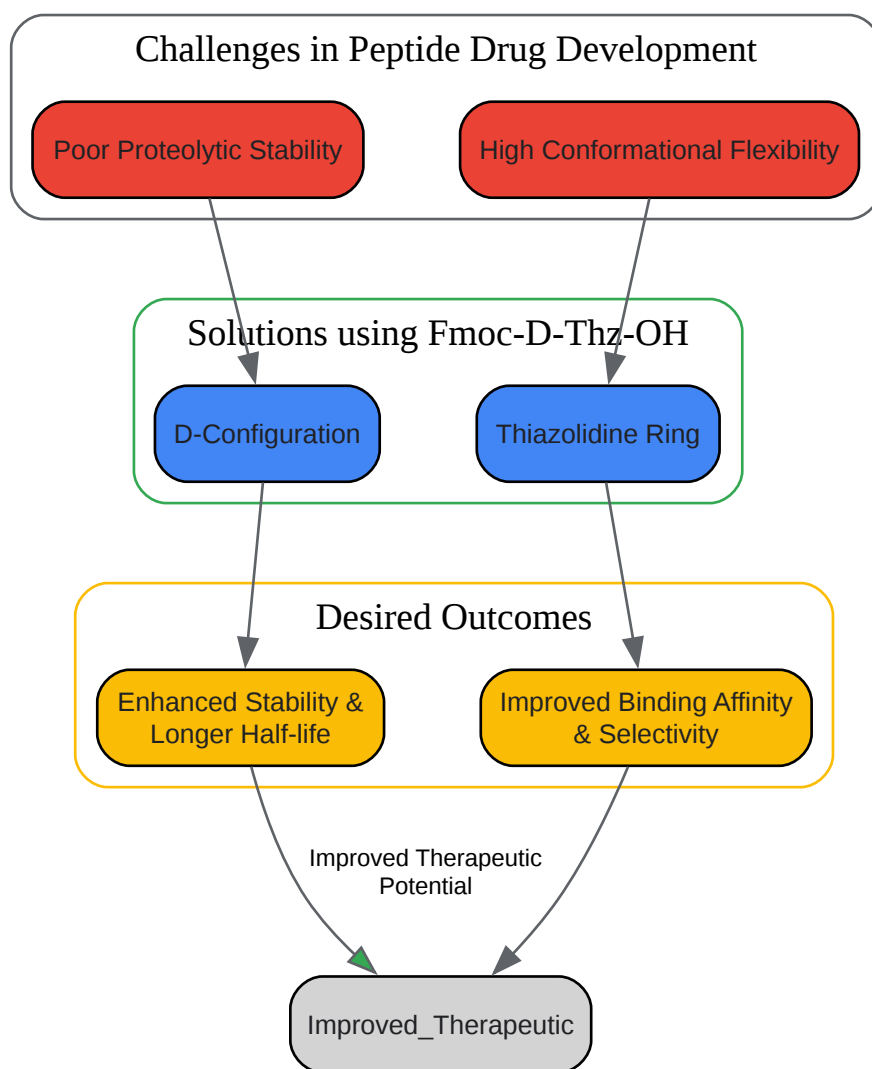 Challenges in Peptide Drug Development
Poor Proteolytic Stability
High Conformational Flexibility
Solutions using Fmoc-D-Thz-OH
D-Configuration
Thiazolidine Ring
Desired Outcomes
Enhanced Stability &
Longer Half-life
Improved Binding Affinity
& Selectivity
Improved Therapeutic
Potential
Improved_Therapeutic